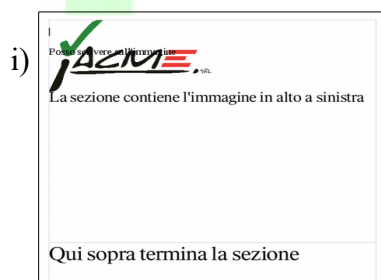 i)
Posso scrivere sull'immagine
ACME SRL
La sezione contiene l'immagine in alto a sinistra
Qui sopra termina la sezione